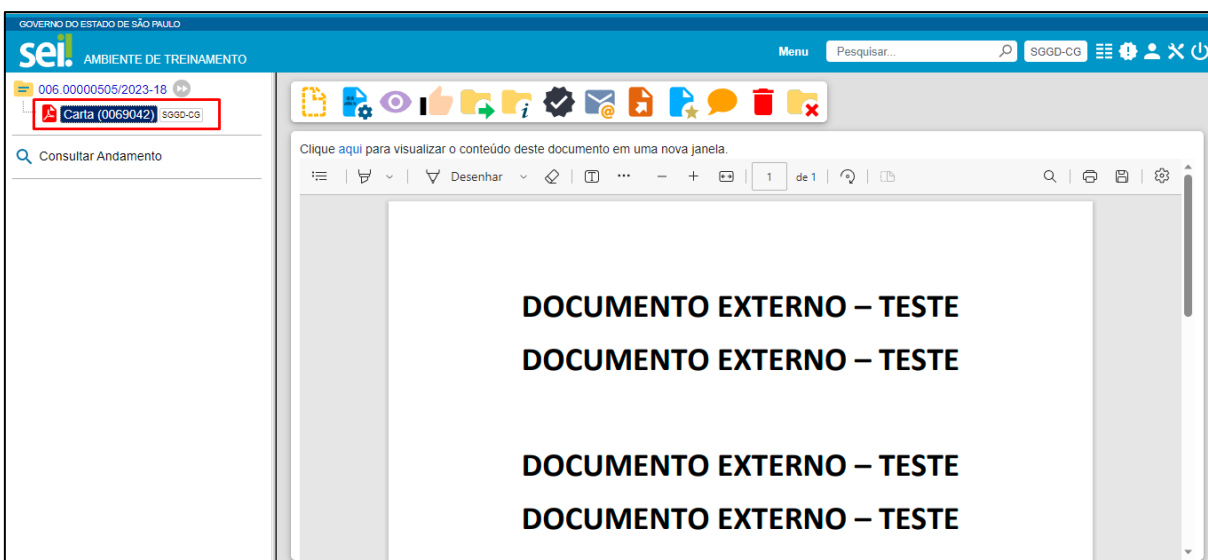 GOVERNO DO ESTADO DE SÃO PAULO
sei! AMBIENTE DE TREINAMENTO
Menu
Pesquisar...
SGGD-CG
006.00000505/2023-18
Carta (0069042) SGGD-CG
Consultar Andamento
Clique aqui para visualizar o conteúdo deste documento em uma nova janela.
Desenhar
1 de 1
DOCUMENTO EXTERNO – TESTE
DOCUMENTO EXTERNO – TESTE
DOCUMENTO EXTERNO – TESTE
DOCUMENTO EXTERNO – TESTE